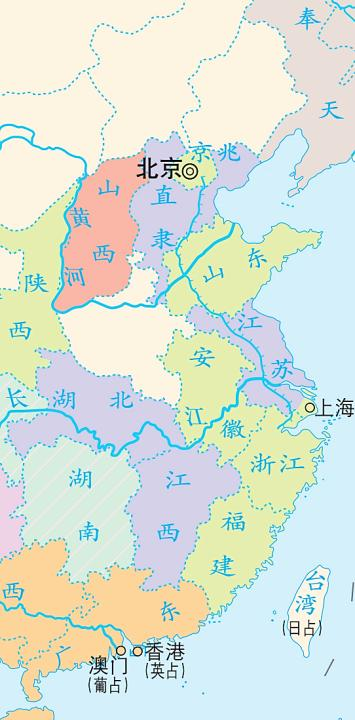 奉天
北京
京兆
直隶
山西
黄河
陕西
山东
江苏
安徽
上海
长江
湖北
浙江
湖南
江西
福建
台湾
(日占)
西
广东
澳门
(葡占)
香港
(英占)